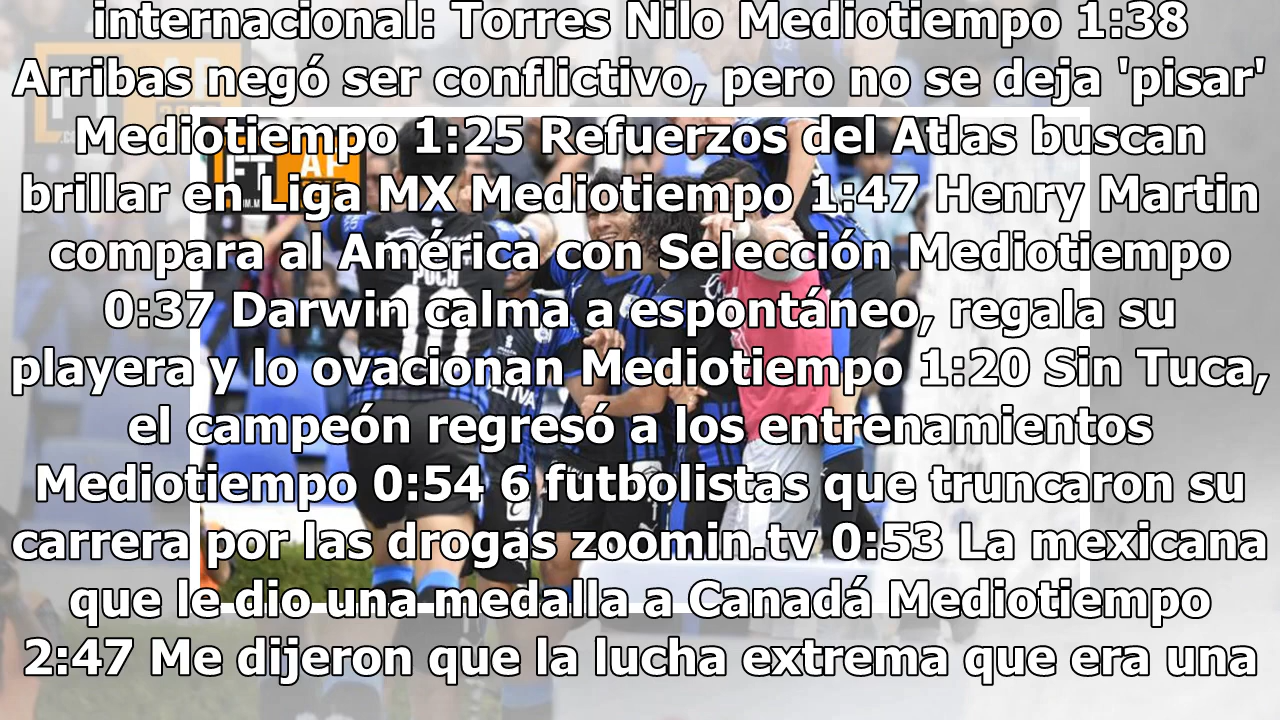 internacional: Torres Nilo Mediotiempo 1:38
Arribas negó ser conflictivo, pero no se deja 'pisar'
Mediotiempo 1:25 Refuerzos del Atlas buscan
brillar en Liga MX Mediotiempo 1:47 Henry Martin
compara al América con Selección Mediotiempo
0:37 Darwin calma a espontáneo, regala su
playera y lo ovacionan Mediotiempo 1:20 Sin Tuca,
el campeón regresó a los entrenamientos
Mediotiempo 0:54 6 futbolistas que truncaron su
carrera por las drogas zoomin.tv 0:53 La mexicana
que le dio una medalla a Canadá Mediotiempo
2:47 Me dijeron que la lucha extrema que era una
FT AF
POCH